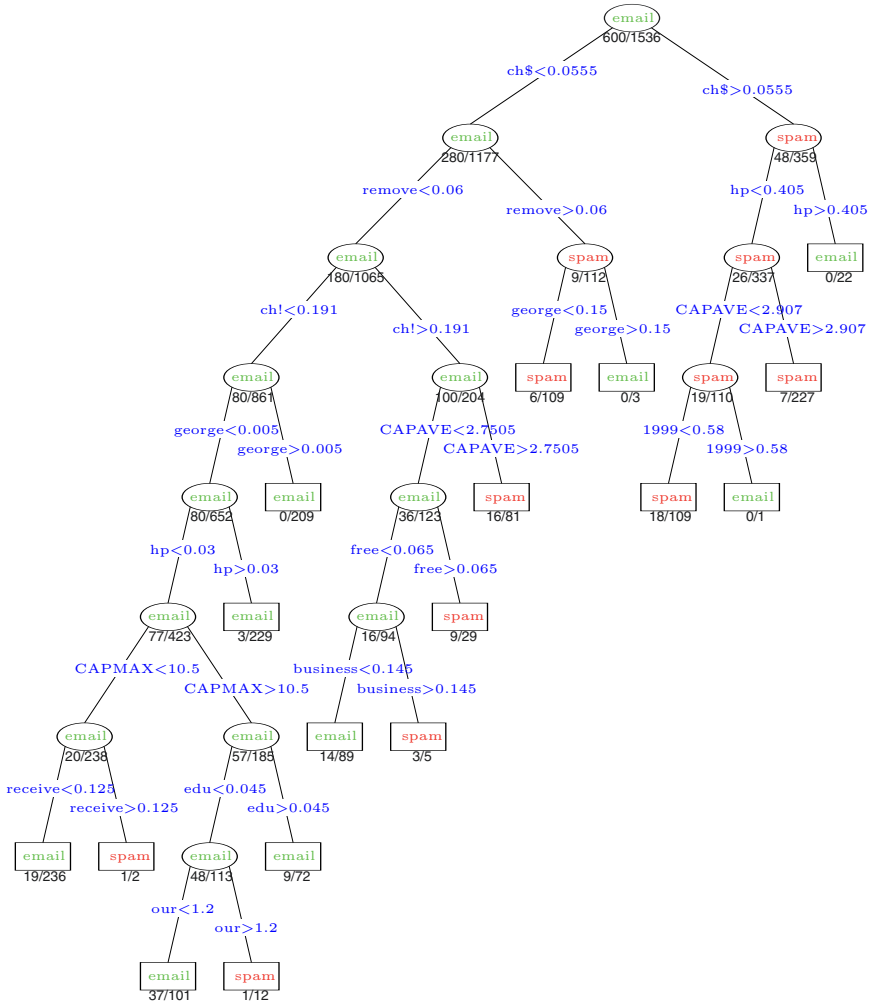 email
600/1536
ch$<0.0555
ch$>0.0555
email
280/1177
spam
48/359
remove<0.06
hp<0.405
remove>0.06
hp>0.405
email
180/1065
spam
9/112
spam
26/337
email
0/22
ch!<0.191
george<0.15
CAPAVE<2.907
ch!>0.191
george>0.15
CAPAVE>2.907
email
80/861
email
100/204
spam
6/109
email
0/3
spam
19/110
spam
7/227
george<0.005
CAPAVE<2.7505
1999<0.58
george>0.005
CAPAVE>2.7505
1999>0.58
email
80/652
email
0/209
email
36/123
spam
16/81
spam
18/109
email
0/1
hp<0.03
free<0.065
hp>0.03
free>0.065
email
77/423
email
3/229
email
16/94
spam
9/29
CAPMAX<10.5
business<0.145
CAPMAX>10.5
business>0.145
email
20/238
email
57/185
email
14/89
spam
3/5
receive<0.125
edu<0.045
receive>0.125
edu>0.045
email
19/236
spam
1/2
email
48/113
email
9/72
our<1.2
our>1.2
email
37/101
spam
1/12